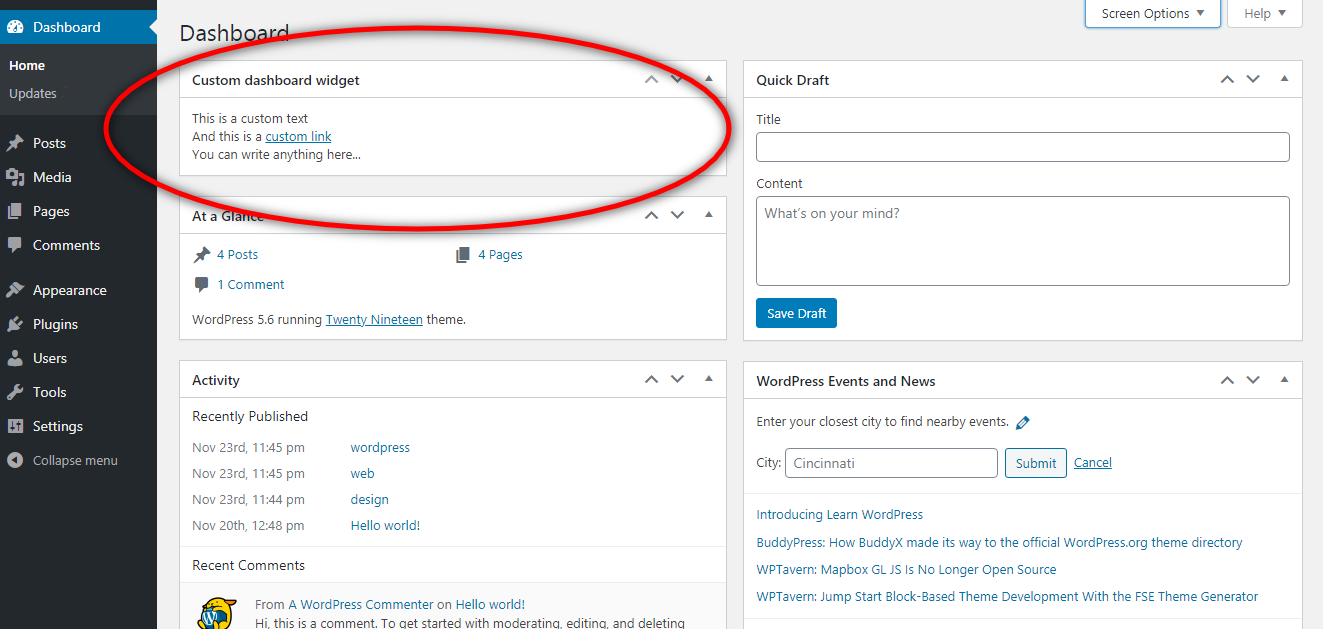 Dashboard
Home
Updates
Posts
Media
Pages
Comments
Appearance
Plugins
Users
Tools
Settings
Collapse menu
Screen Options
Help
Dashboard
Custom dashboard widget
This is a custom text
And this is a custom link
You can write anything here...
At a Glance
4 Posts
4 Pages
1 Comment
WordPress 5.6 running Twenty Nineteen theme.
Activity
Recently Published
Nov 23rd, 11:45 pm wordpress
Nov 23rd, 11:45 pm web
Nov 23rd, 11:44 pm design
Nov 20th, 12:48 pm Hello world!
Recent Comments
From A WordPress Commenter on Hello world!
Hi, this is a comment. To get started with moderating, editing, and deleting
Quick Draft
Title
Content
What's on your mind?
Save Draft
WordPress Events and News
Enter your closest city to find nearby events.
City: Cincinnati Submit Cancel
Introducing Learn WordPress
BuddyPress: How BuddyX made its way to the official WordPress.org theme directory
WPTavern: Mapbox GL JS Is No Longer Open Source
WPTavern: Jump Start Block-Based Theme Development With the FSE Theme Generator